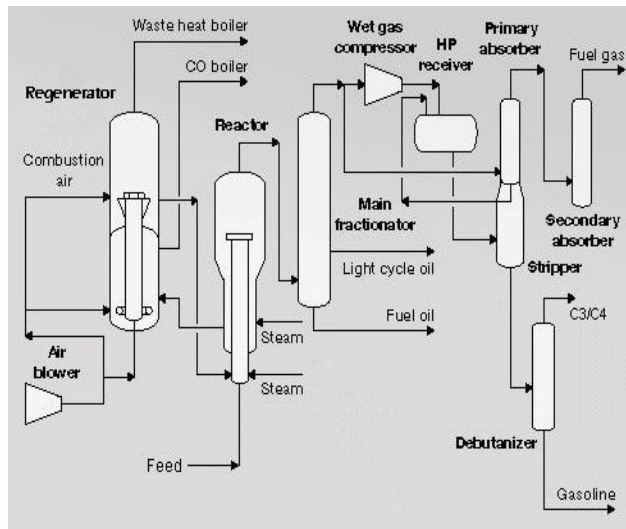 Waste heat boiler
CO boiler
Regenerator
Combustion
air
Air
blower
Reactor
Steam
Steam
Feed
Wet gas
compressor
HP
receiver
Main
fractionator
Light cycle oil
Fuel oil
Primary
absorber
Fuel gas
Secondary
absorber
Stripper
C3/C4
Debutanizer
Gasoline